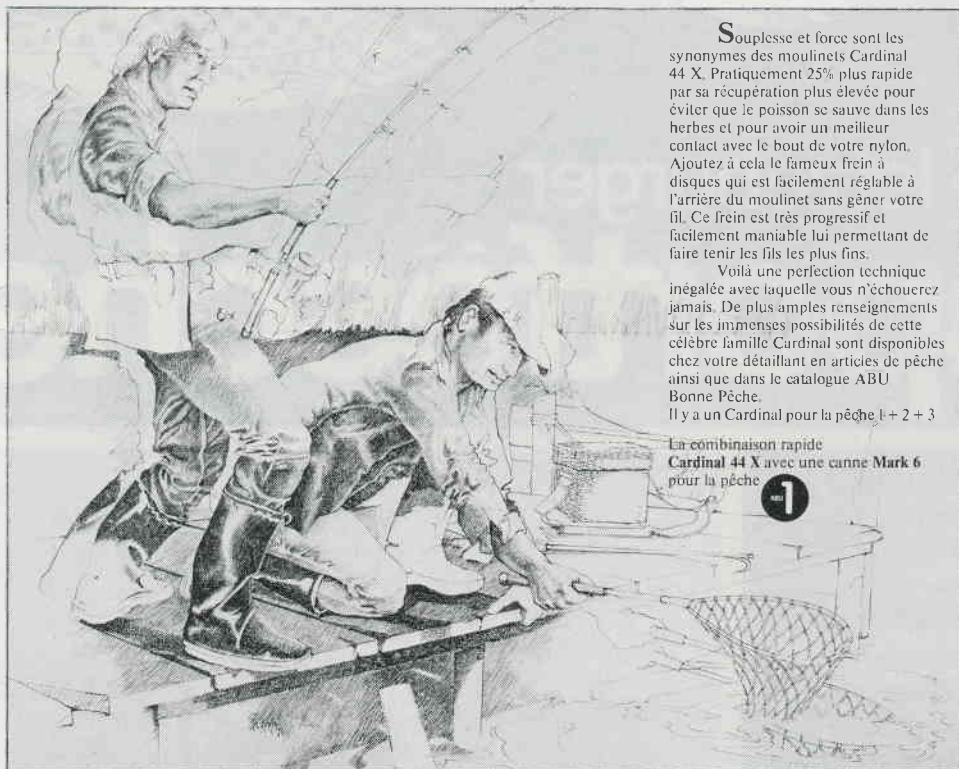 Souplesse et force sont les
synonymes des moulinets Cardinal
44 X. Pratiquement 25% plus rapide
par sa récupération plus élevée pour
éviter que le poisson se sauve dans les
herbes et pour avoir un meilleur
contact avec le bout de votre nylon.
Ajoutez à cela le fameux frein à
disques qui est facilement réglable à
l'arrière du moulinet sans gêner votre
fil. Ce frein est très progressif et
facilement maniable lui permettant de
faire tenir les fils les plus fins.
Voilà une perfection technique
inégalée avec laquelle vous n'échouerez
jamais. De plus amples renseignements
sur les immenses possibilités de cette
célèbre famille Cardinal sont disponibles
chez votre détaillant en articles de pêche
ainsi que dans le catalogue ABU
Bonne Pêche.
Il y a un Cardinal pour la pêche 1 + 2 + 3
La combinaison rapide
Cardinal 44 X avec une canne Mark 6
pour la pêche
ABU 1